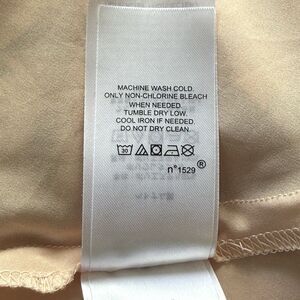 MACHINE WASH COLD.
ONLY NON-CHLORINE BLEACH
WHEN NEEDED.
TUMBLE DRY LOW.
COOL IRON IF NEEDED.
DO NOT DRY CLEAN.
30
n°1529®